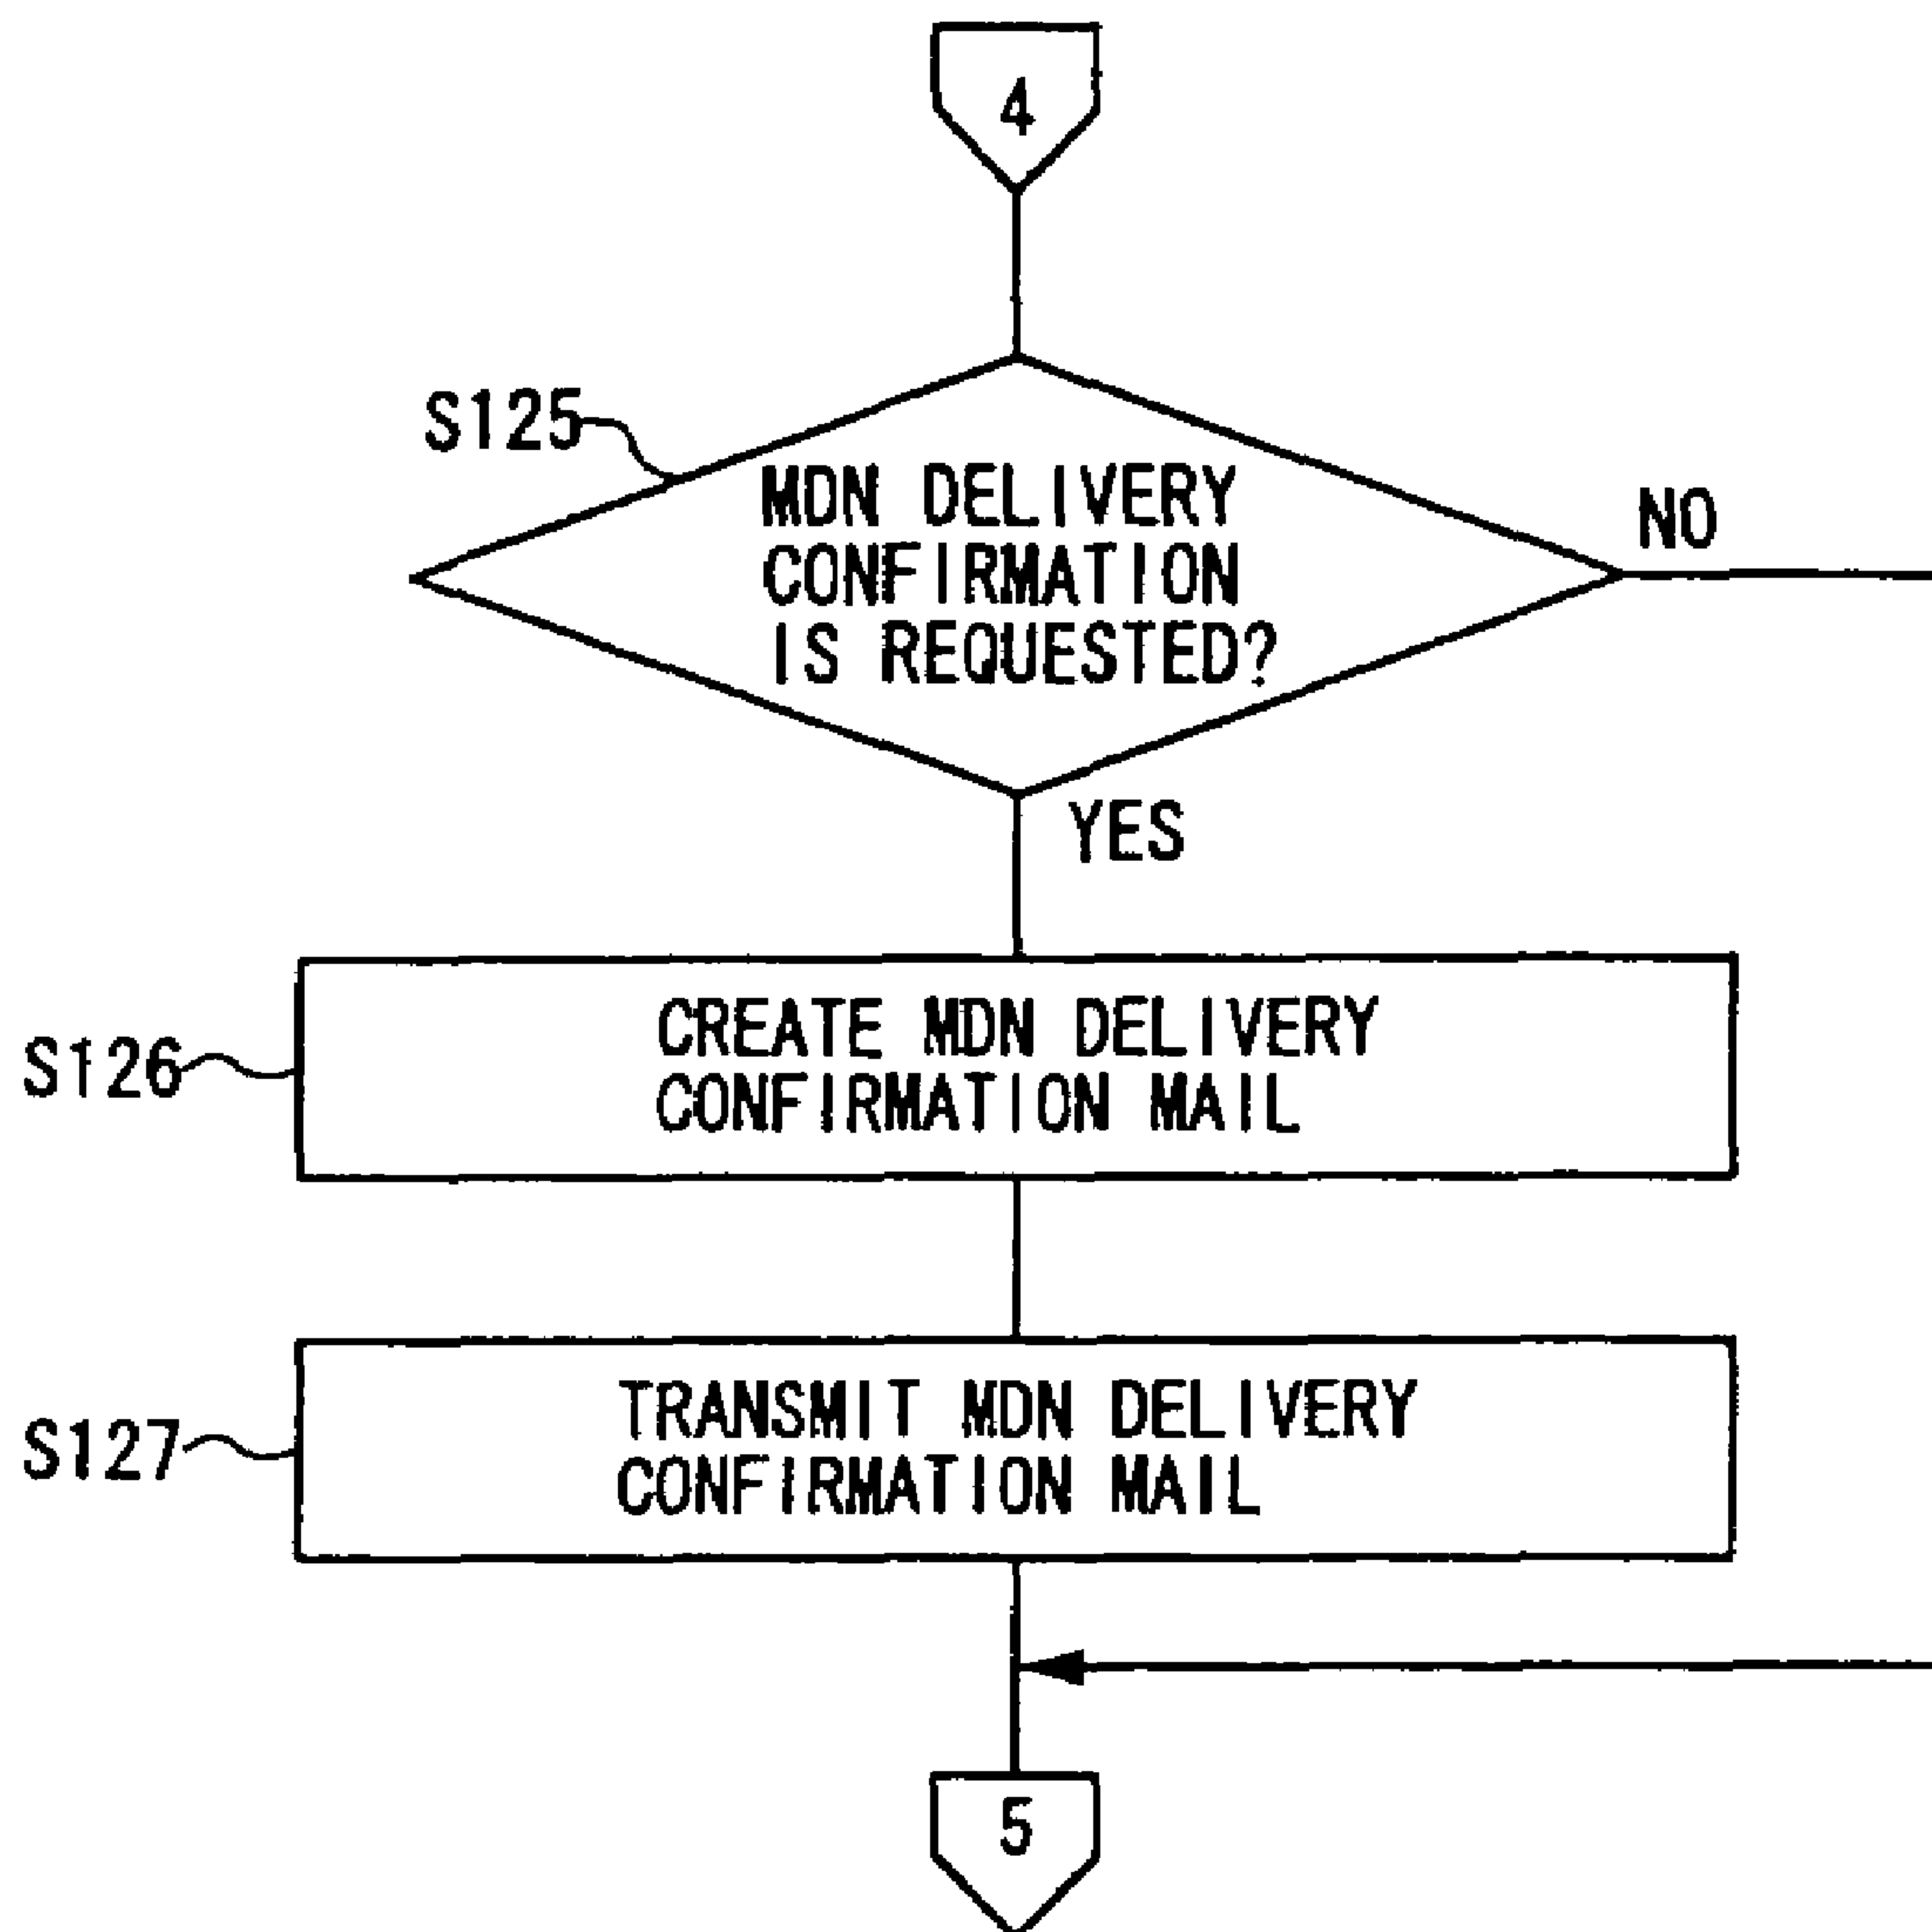 4
S125
MDN DELIVERY
CONFIRMATION
IS REQUESTED?
NO
YES
S126
CREATE MDN DELIVERY
CONFIRMATION MAIL
S127
TRANSMIT MDN DELIVERY
CONFIRMATION MAIL
5